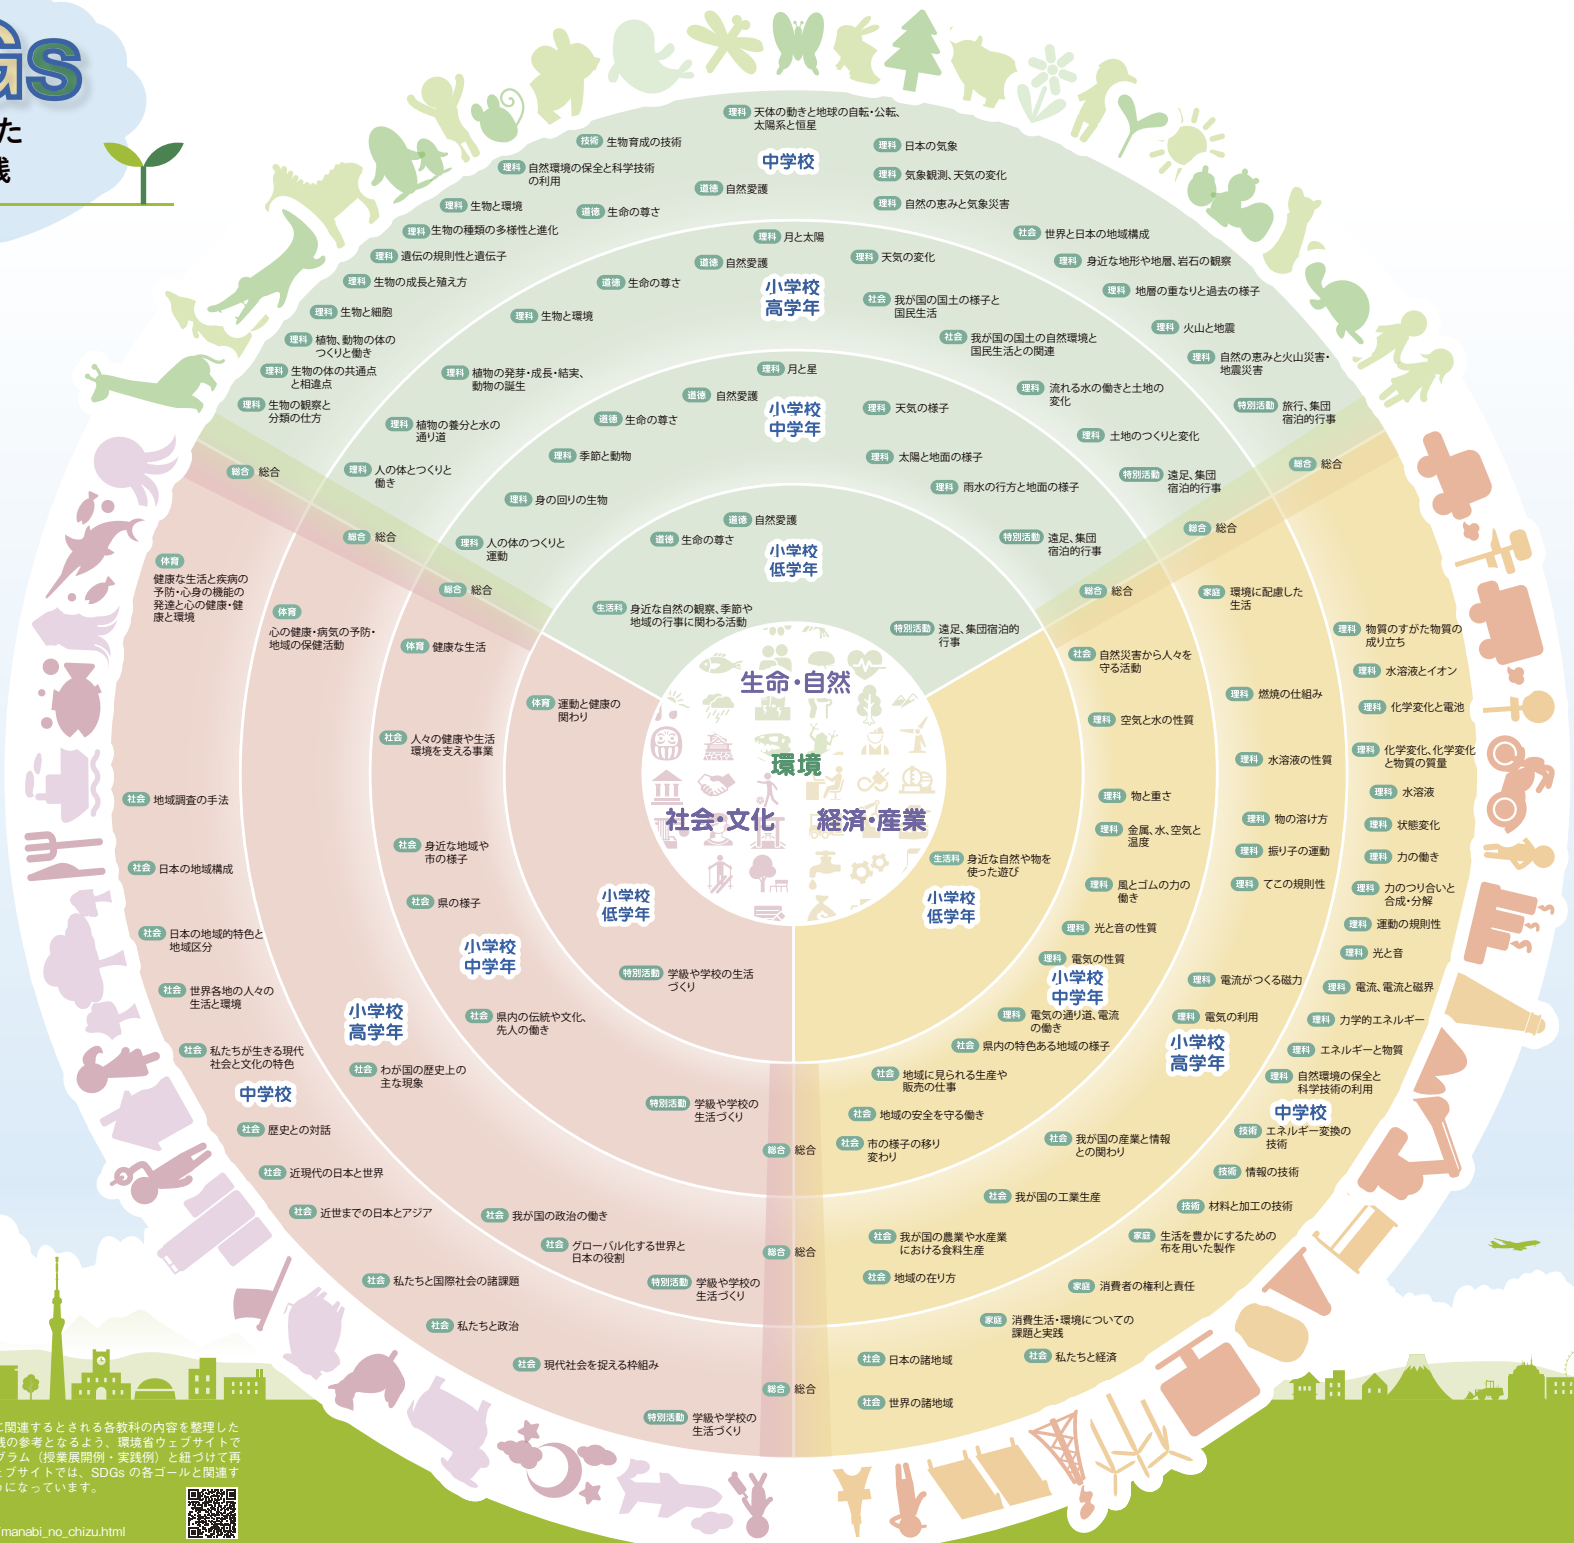 Gs
た
践
理科 天体の動きと地球の自転・公転、
太陽系と恒星
技術 生物育成の技術
中学校
理科 日本の気象
理科 自然環境の保全と科学技術
の利用
理科 気象観測、天気の変化
道徳 自然愛護
理科 生物と環境
道徳 生命の尊さ
理科 自然の恵みと気象災害
理科 生物の種類の多様性と進化
社会 世界と日本の地域構成
理科 遺伝の規則性と遺伝子
理科 身近な地形や地層、岩石の観察
理科 生物の成長と殖え方
理科 地層の重なりと過去の様子
理科 生物と細胞
理科 火山と地震
理科 植物、動物の体の
つくりと働き
理科 自然の恵みと火山災害・
地震災害
理科 生物の体の共通点
と相違点
理科 生物の観察と
分類の仕方
特別活動 旅行、集団
宿泊的行事
総合 総合
総合 総合
理科 月と太陽
道徳 自然愛護
理科 天気の変化
道徳 生命の尊さ
小学校
高学年
社会 我が国の国土の様子と
国民生活
理科 生物と環境
社会 我が国の国土の自然環境と
国民生活との関連
理科 植物の発芽・成長・結実、
動物の誕生
理科 流れる水の働きと土地の
変化
理科 植物の養分と水の
通り道
理科 土地のつくりと変化
理科 人の体とつくりと
働き
特別活動 遠足、集団
宿泊的行事
総合 総合
総合 総合
理科 月と星
道徳 自然愛護
小学校
中学年
理科 天気の様子
道徳 生命の尊さ
理科 季節と動物
理科 太陽と地面の様子
理科 身の回りの生物
理科 雨水の行方と地面の様子
理科 人の体のつくりと
運動
特別活動 遠足、集団
宿泊的行事
総合 総合
総合 総合
道徳 自然愛護
道徳 生命の尊さ
小学校
低学年
生活科 身近な自然の観察、季節や
地域の行事に関わる活動
特別活動 遠足、集団宿泊的
行事
生命・自然
環境
社会・文化
経済・産業
体育
健康な生活と疾病の
予防・心身の機能の
発達と心の健康・健
康と環境
体育
心の健康・病気の予防・
地域の保健活動
体育 健康な生活
体育 運動と健康の
関わり
社会 人々の健康や生活
環境を支える事業
社会 地域調査の手法
社会 身近な地域や
市の様子
社会 日本の地域構成
社会 県の様子
小学校
低学年
社会 日本の地域的特色と
地域区分
小学校
中学年
特別活動 学級や学校の生活
づくり
社会 世界各地の人々の
生活と環境
小学校
高学年
社会 県内の伝統や文化、
先人の働き
社会 私たちが生きる現代
社会と文化の特色
社会 わが国の歴史上の
主な現象
中学校
特別活動 学級や学校の
生活づくり
社会 歴史との対話
総合 総合
社会 近現代の日本と世界
社会 近世までの日本とアジア
社会 我が国の政治の働き
社会 グローバル化する世界と
日本の役割
総合 総合
社会 私たちと国際社会の諸課題
特別活動 学級や学校の
生活づくり
社会 私たちと政治
社会 現代社会を捉える枠組み
総合 総合
特別活動 学級や学校の
生活づくり
家庭 環境に配慮した
生活
理科 物質のすがた物質の
成り立ち
社会 自然災害から人々を
守る活動
理科 水溶液とイオン
理科 燃焼の仕組み
理科 化学変化と電池
理科 空気と水の性質
理科 化学変化、化学変化
と物質の質量
理科 水溶液の性質
理科 物と重さ
理科 水溶液
理科 金属、水、空気と
温度
理科 物の溶け方
理科 状態変化
生活科 身近な自然や物を
使った遊び
理科 振り子の運動
理科 力の働き
小学校
低学年
理科 風とゴムの力の
働き
理科 てこの規則性
理科 力のつり合いと
合成・分解
理科 光と音の性質
理科 運動の規則性
理科 電気の性質
理科 光と音
小学校
中学年
理科 電流がつくる磁力
理科 電流、電流と磁界
理科 電気の通り道、電流
の働き
理科 電気の利用
理科 力学的エネルギー
社会 県内の特色ある地域の様子
小学校
高学年
理科 エネルギーと物質
社会 地域に見られる生産や
販売の仕事
理科 自然環境の保全と
科学技術の利用
社会 地域の安全を守る働き
中学校
社会 市の様子の移り
変わり
社会 我が国の産業と情報
との関わり
技術 エネルギー変換の
技術
技術 情報の技術
社会 我が国の工業生産
技術 材料と加工の技術
社会 我が国の農業や水産業
における食料生産
家庭 生活を豊かにするための
布を用いた製作
社会 地域の在り方
家庭 消費者の権利と責任
家庭 消費生活・環境についての
課題と実践
社会 日本の諸地域
社会 私たちと経済
社会 世界の諸地域
に関連するとされる各教科の内容を整理した
践の参考となるよう、環境省ウェブサイトで
グラム（授業展開例・実践例）と紐づけて再
ェブサイトでは、SDGs の各ゴールと関連す
うになっています。
/manabi_no_chizu.html